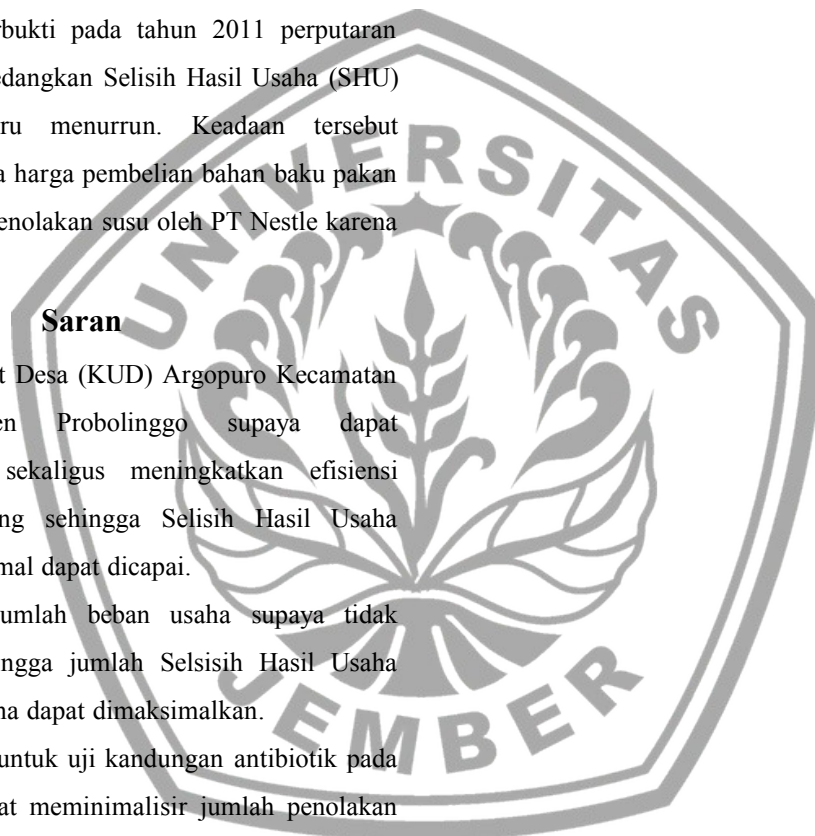 rbukti pada tahun 2011 perputaran
edangkan Selisih Hasil Usaha (SHU)
ru menurrun. Keadaan tersebut
a harga pembelian bahan baku pakan
enolakan susu oleh PT Nestle karena
Saran
t Desa (KUD) Argopuro Kecamatan
en Probolinggo supaya dapat
sekaligus meningkatkan efisiensi
ng sehingga Selisih Hasil Usaha
mal dapat dicapai.
umlah beban usaha supaya tidak
ngga jumlah Selsisih Hasil Usaha
na dapat dimaksimalkan.
untuk uji kandungan antibiotik pada
at meminimalisir jumlah penolakan
UNIVERSITAS
JEMBER